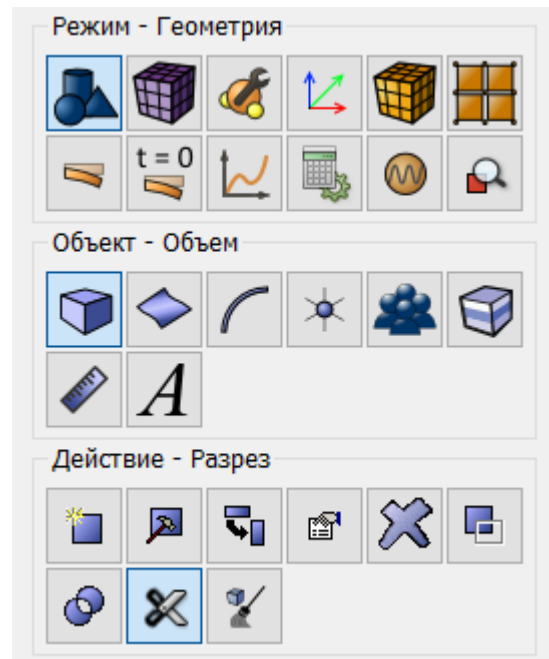 Режим - Геометрия
t = 0
Объект - Объем
A
Действие - Разрез